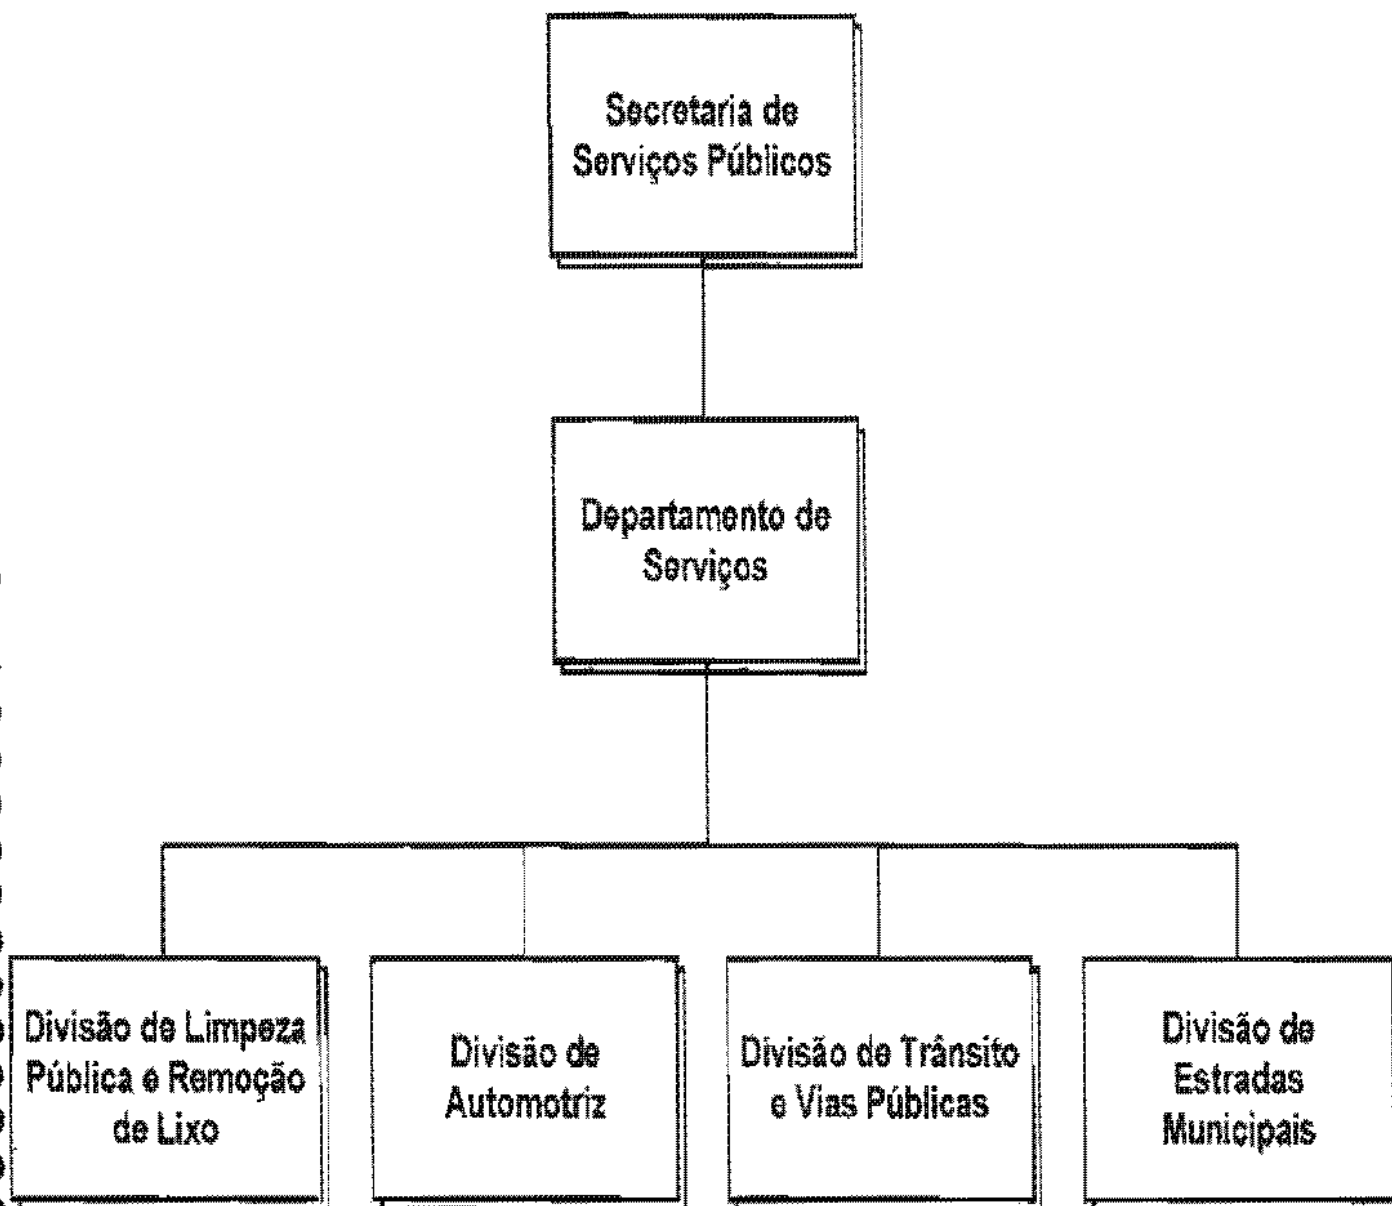 Secretaria de
Serviços Públicos
Departamento de
Serviços
Divisão de Limpeza
Pública e Remoção
de Lixo
Divisão de
Automotriz
Divisão de Trânsito
e Vias Públicas
Divisão de
Estradas
Municipais